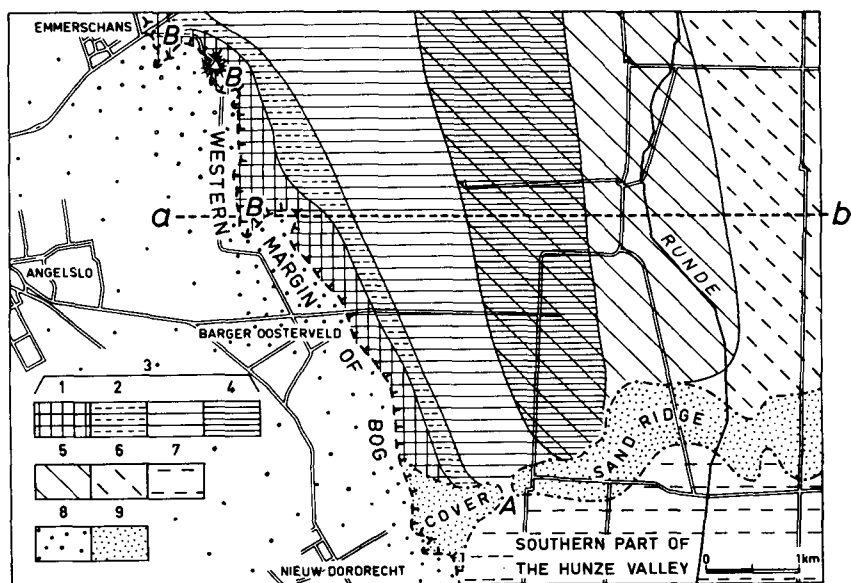 EMMERSCHANS
B
B
WESTERN
a
B
b
MARGIN
RUNDE
ANGELSLO
BARGER OOSTERVELD
OF
3
1 2 4
BOG
SAND RIDGE
5 6 7
COVER
A
8 9
SOUTHERN PART OF
THE HUNZE VALLEY
0 1km
NIEUW DORDRECHT